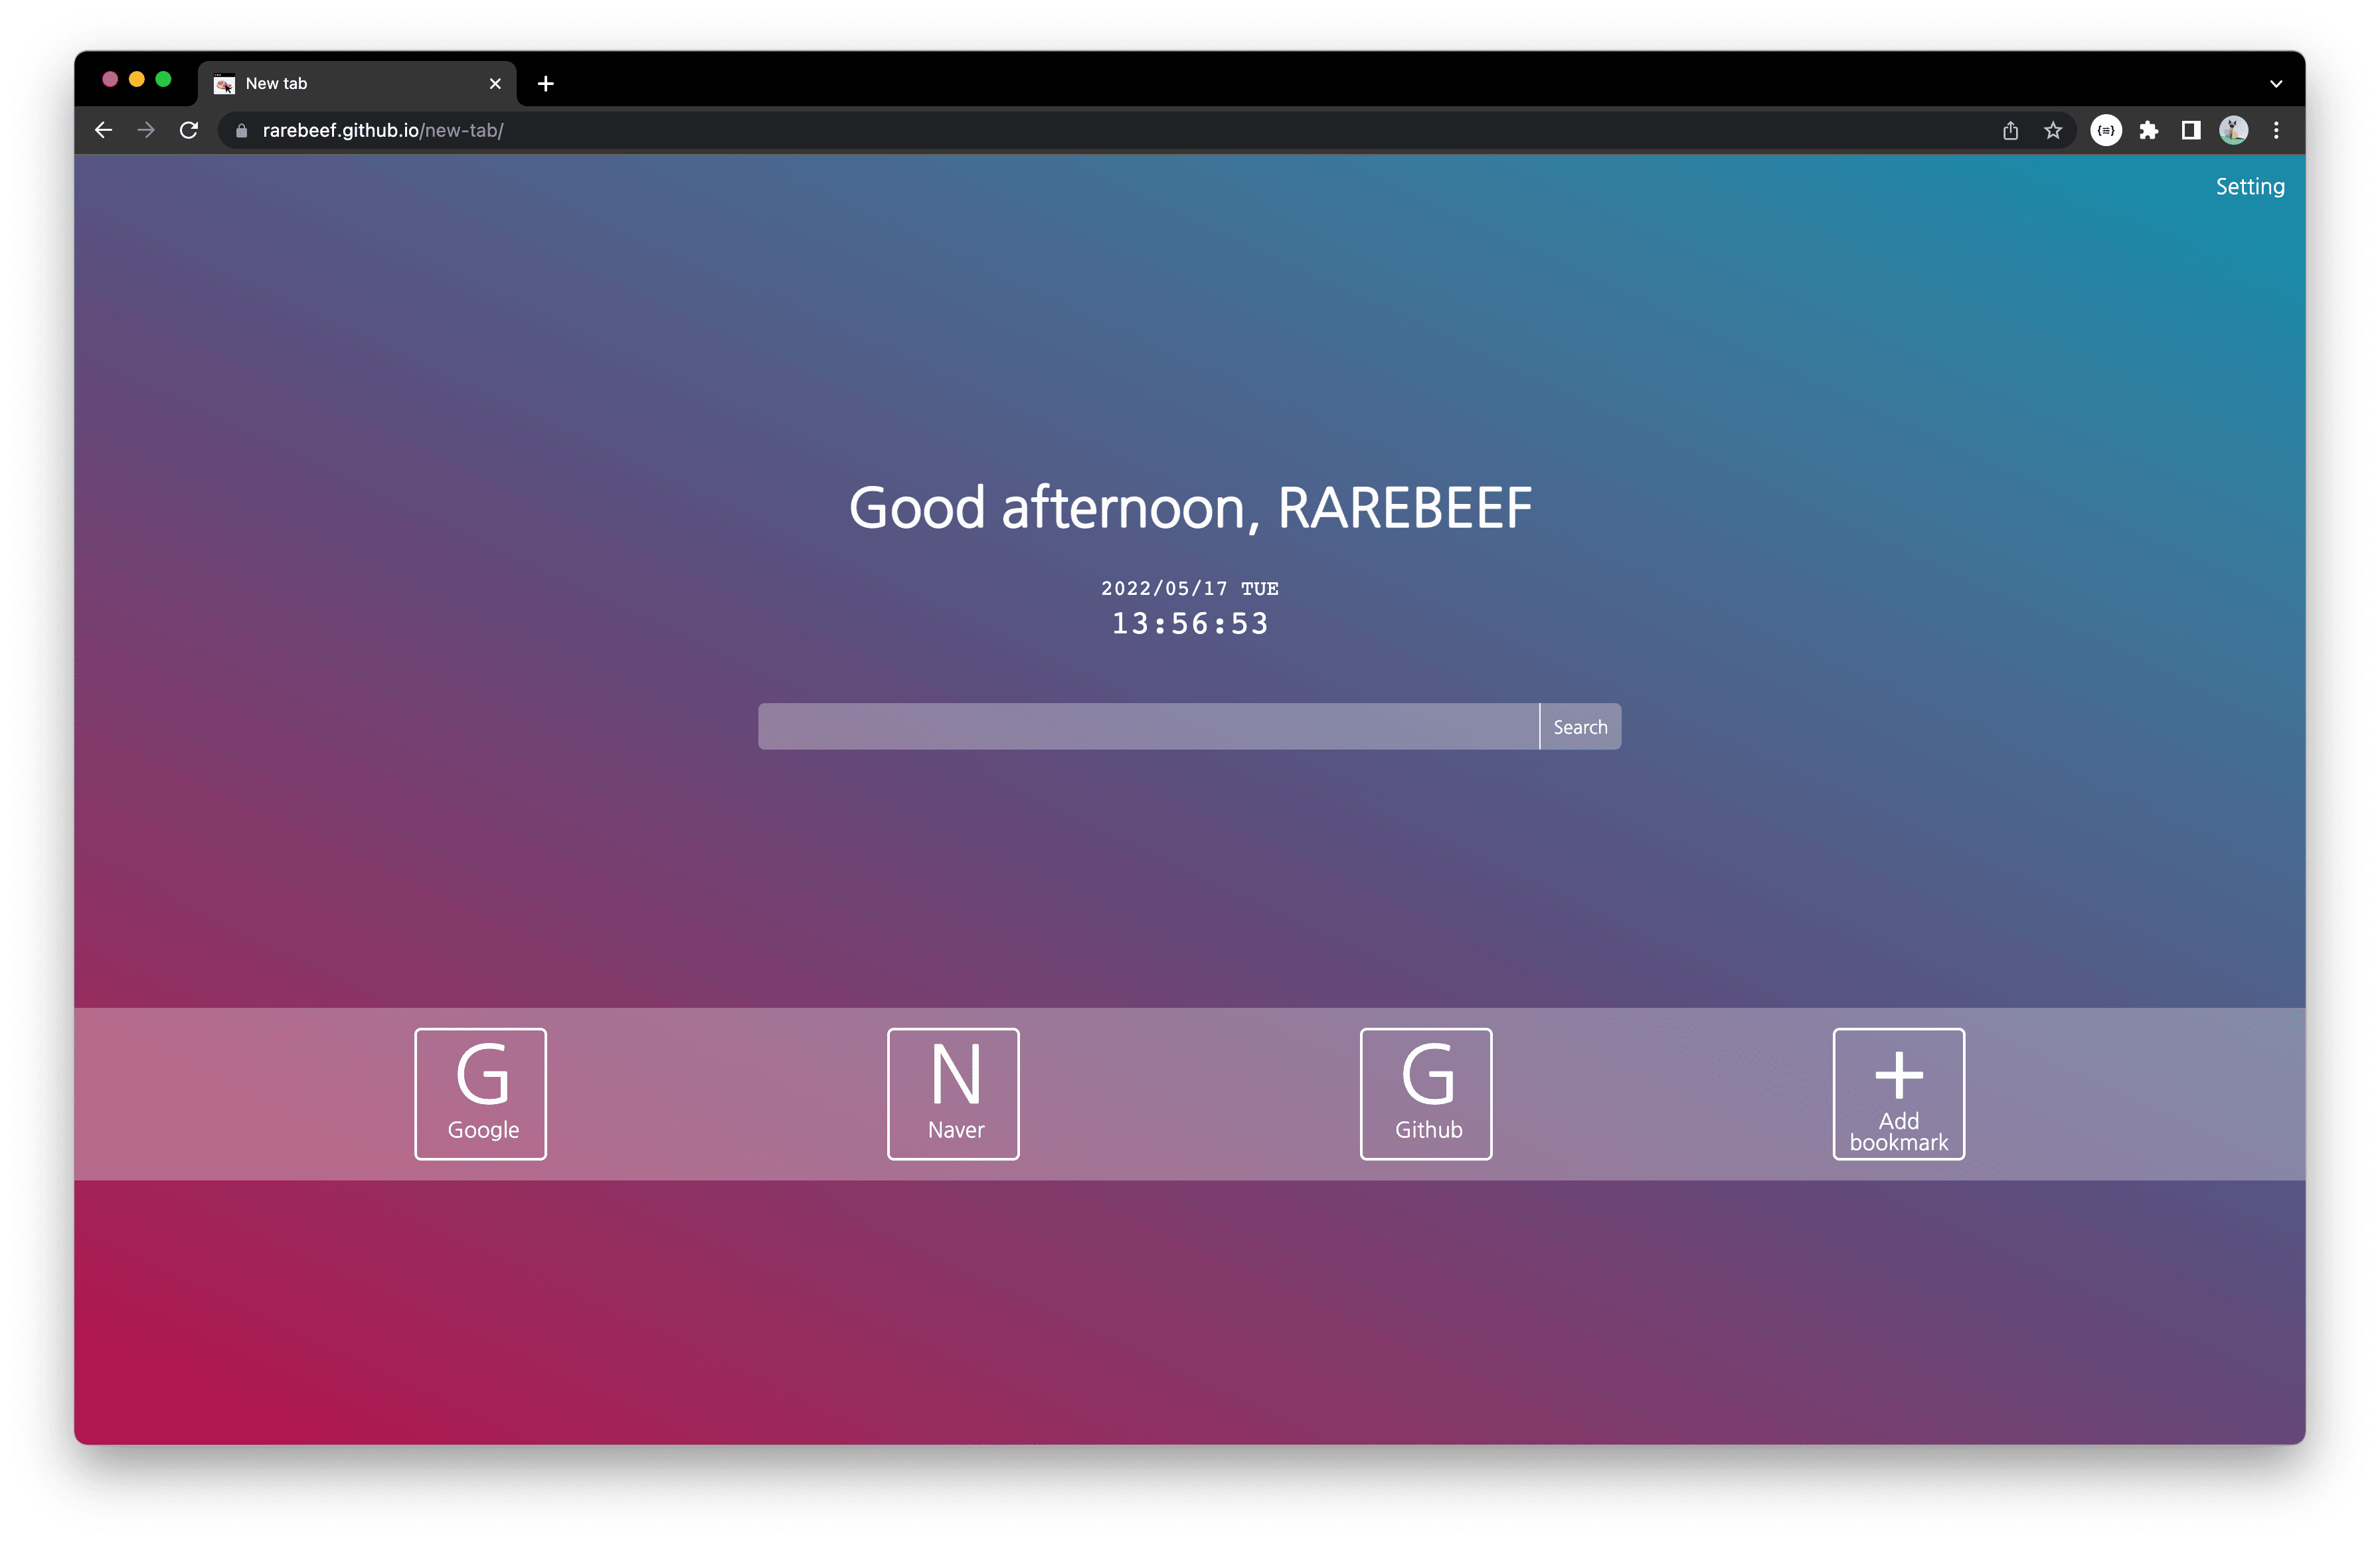 New tab
rarebeef.github.io/new-tab/
Setting
Good afternoon, RAREBEEF
2022/05/17 TUE
13:56:53
Search
G
Google
N
Naver
G
Github
+
Add
bookmark